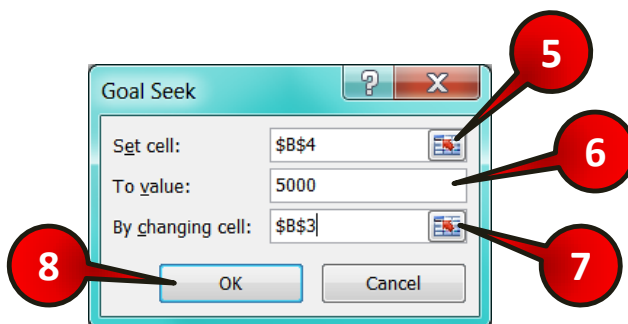 5
Goal Seek
?
X
Set cell: $B$4
6
To value: 5000
By changing cell: $B$3
8
7
OK Cancel